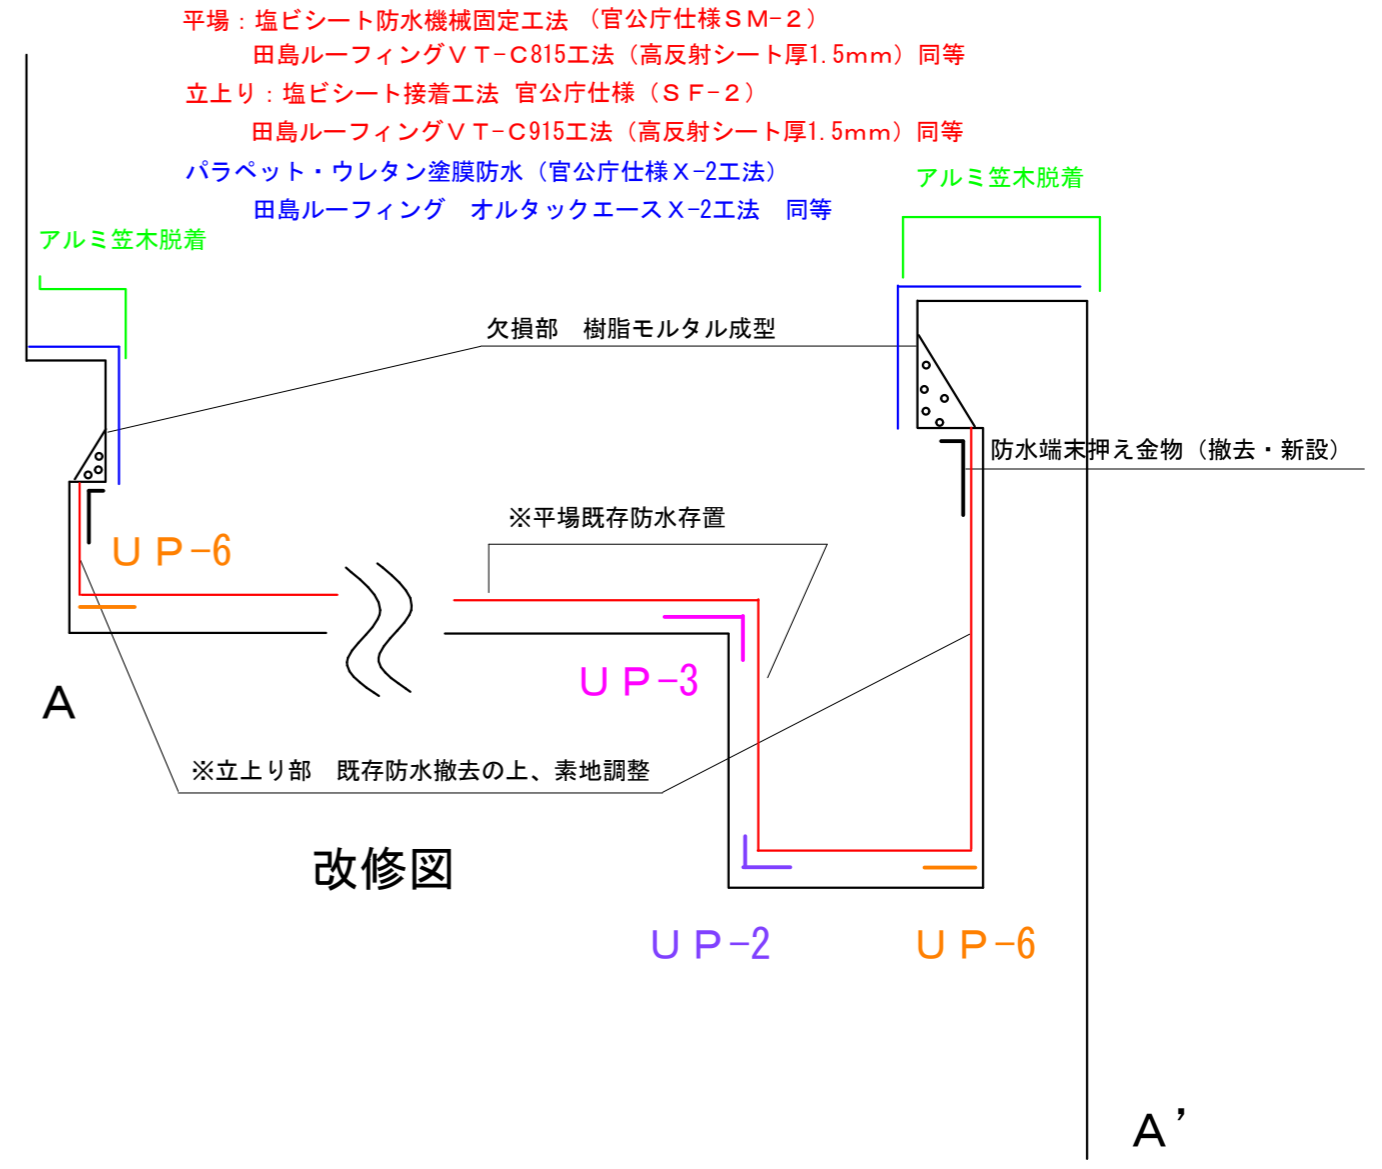 平場：塩ビシート防水機械固定工法 （官公庁仕様ＳＭ-２）
田島ルーフィングＶＴ-Ｃ815工法（高反射シート厚1.5mm）同等
立上り：塩ビシート接着工法 官公庁仕様（ＳＦ-２）
田島ルーフィングＶＴ-Ｃ915工法（高反射シート厚1.5mm）同等
パラペット・ウレタン塗膜防水（官公庁仕様Ｘ-2工法）
田島ルーフィング　オルタックエースＸ-2工法　同等
アルミ笠木脱着
アルミ笠木脱着
欠損部　樹脂モルタル成型
防水端末押え金物（撤去・新設）
※平場既存防水存置
ＵＰ-6
ＵＰ-3
Ａ
※立上り部　既存防水撤去の上、素地調整
改修図
ＵＰ-2
ＵＰ-6
Ａ’